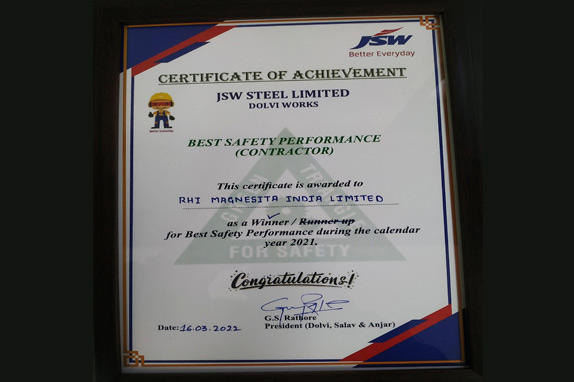 JSW
Better Everyday
CERTIFICATE OF ACHIEVEMENT
JSW STEEL LIMITED
DOLVI WORKS
Better Everyday
BEST SAFETY PERFORMANCE
(CONTRACTOR)
This certificate is awarded to
RHI MAGNESITA INDIA LIMITED
as a Winner / Runner up
for Best Safety Performance during the calendar
year 2021.
FOR SAFETY
Congratulations!
G.S. Rathore
Date: 16.03.2022 President (Dolvi, Salav & Anjar)